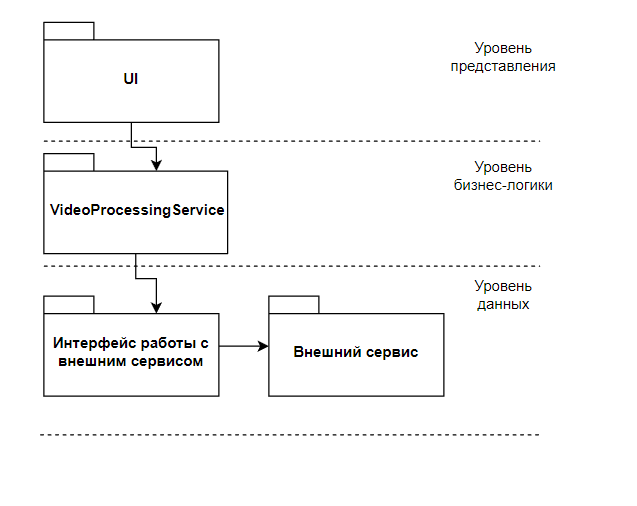 UI
Уровень
представления
VideoProcessingService
Уровень
бизнес-логики
Уровень
данных
Интерфейс работы с
внешним сервисом
Внешний сервис